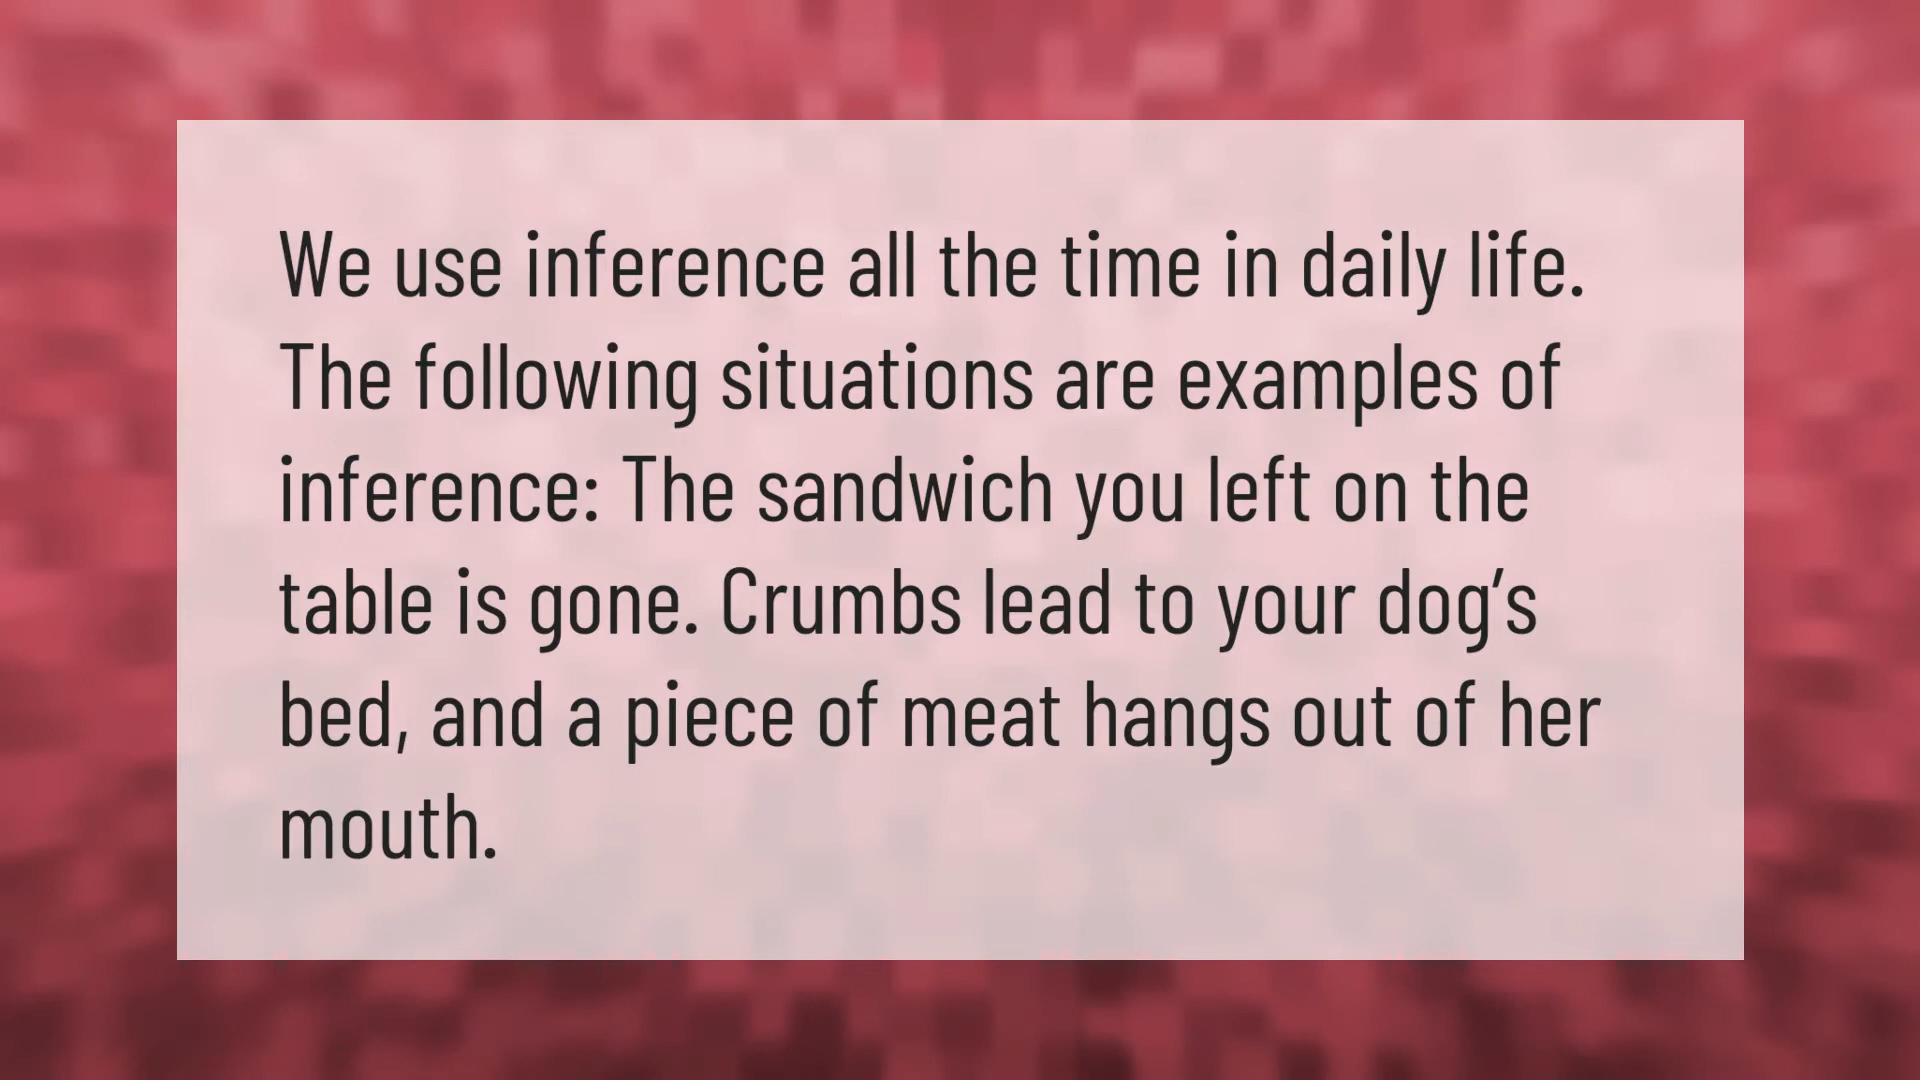 We use inference all the time in daily life.
The following situations are examples of
inference: The sandwich you left on the
table is gone. Crumbs lead to your dog’s
bed, and a piece of meat hangs out of her
mouth.